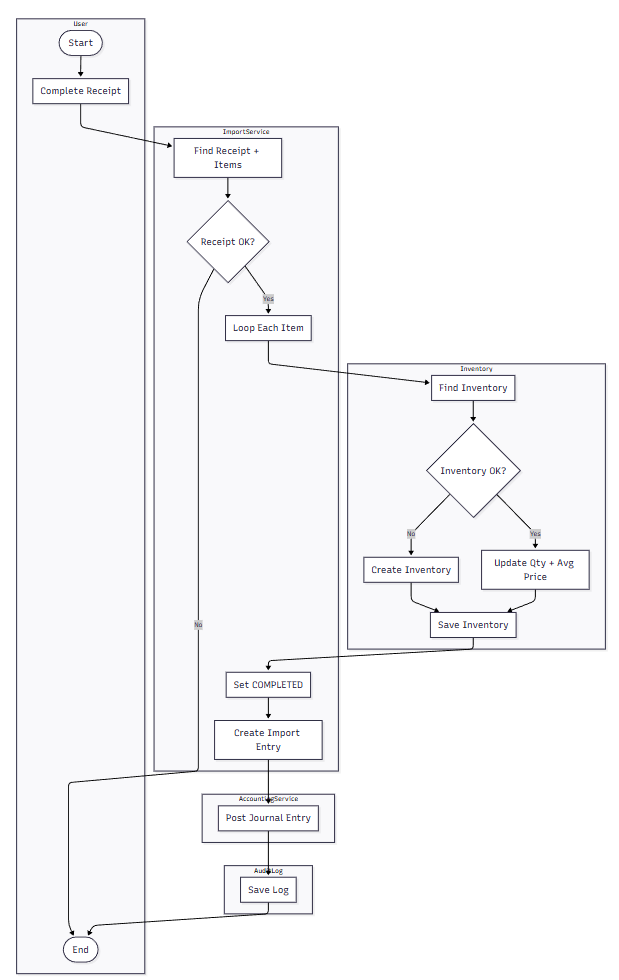 User
Start
Complete Receipt
ImportService
Find Receipt +
Items
Receipt OK?
Yes
Loop Each Item
Inventory
Find Inventory
Inventory OK?
No
Yes
Create Inventory
Update Qty + Avg
Price
Save Inventory
No
Set COMPLETED
Create Import
Entry
AccountingService
Post Journal Entry
AuditLog
Save Log
End